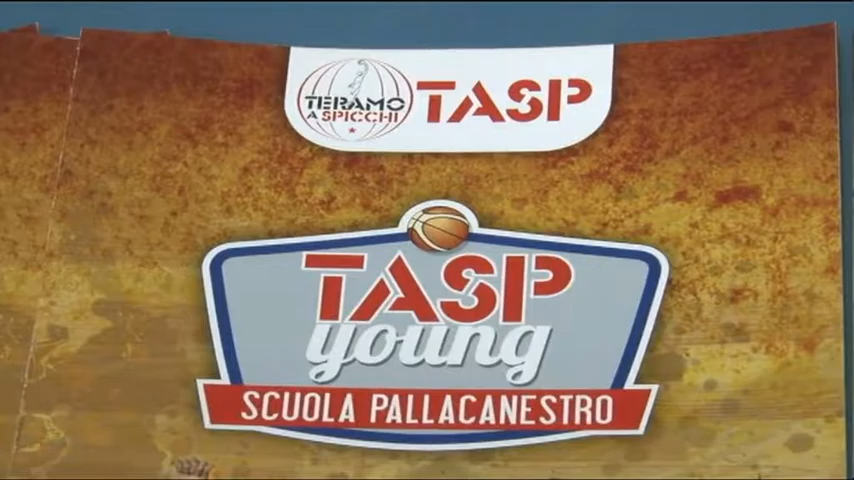 TERAMO
A SPICCHI
TASP
TASP
young
SCUOLA PALLACANESTRO